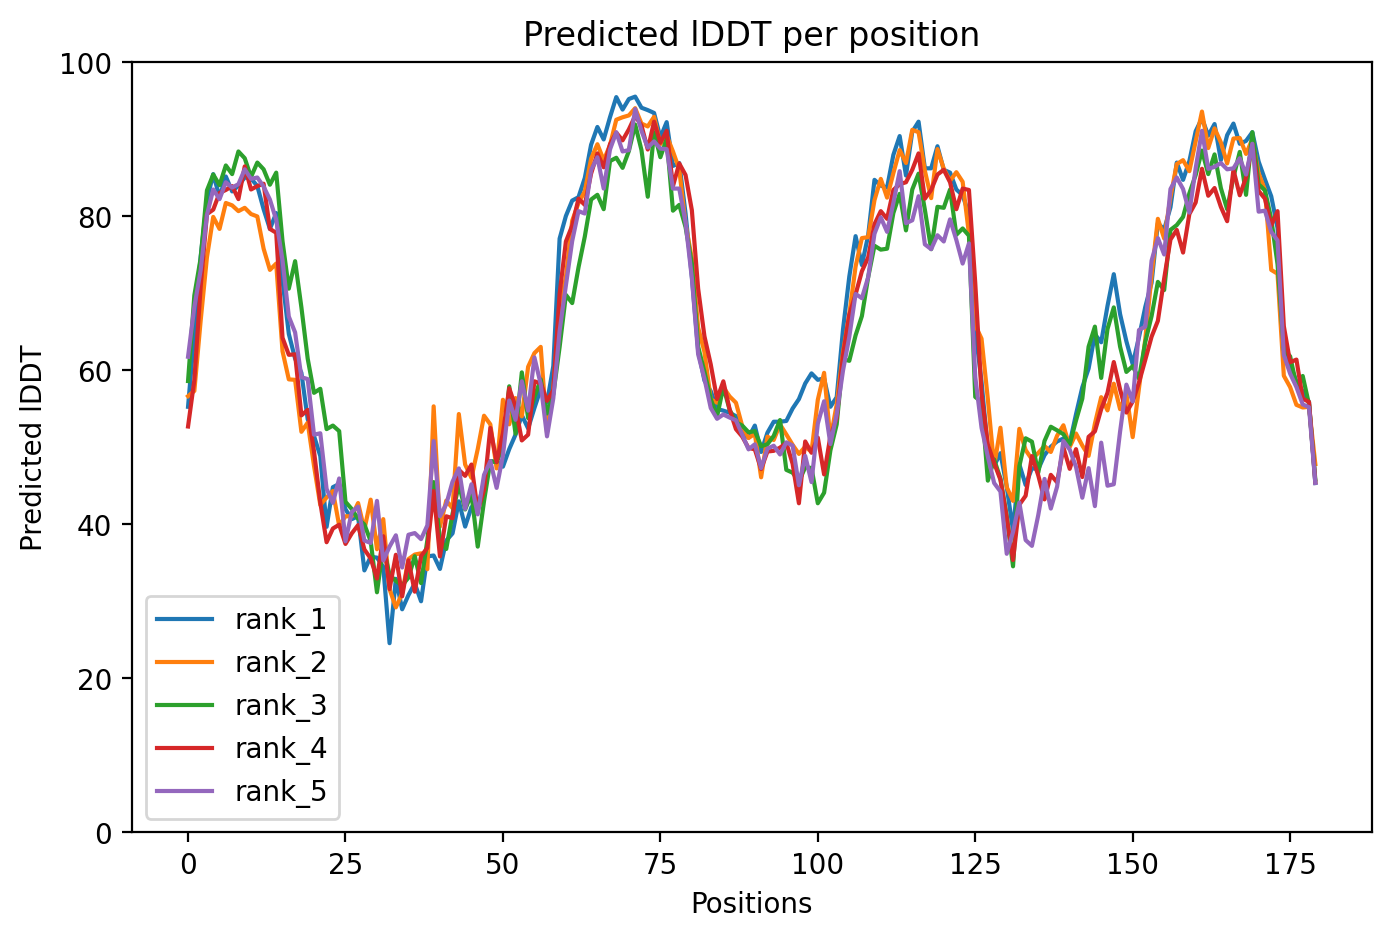 Predicted lDDT per position
100
80
60
40
20
0
Predicted lDDT
rank_1
rank_2
rank_3
rank_4
rank_5
0 25 50 75 100 125 150 175
Positions